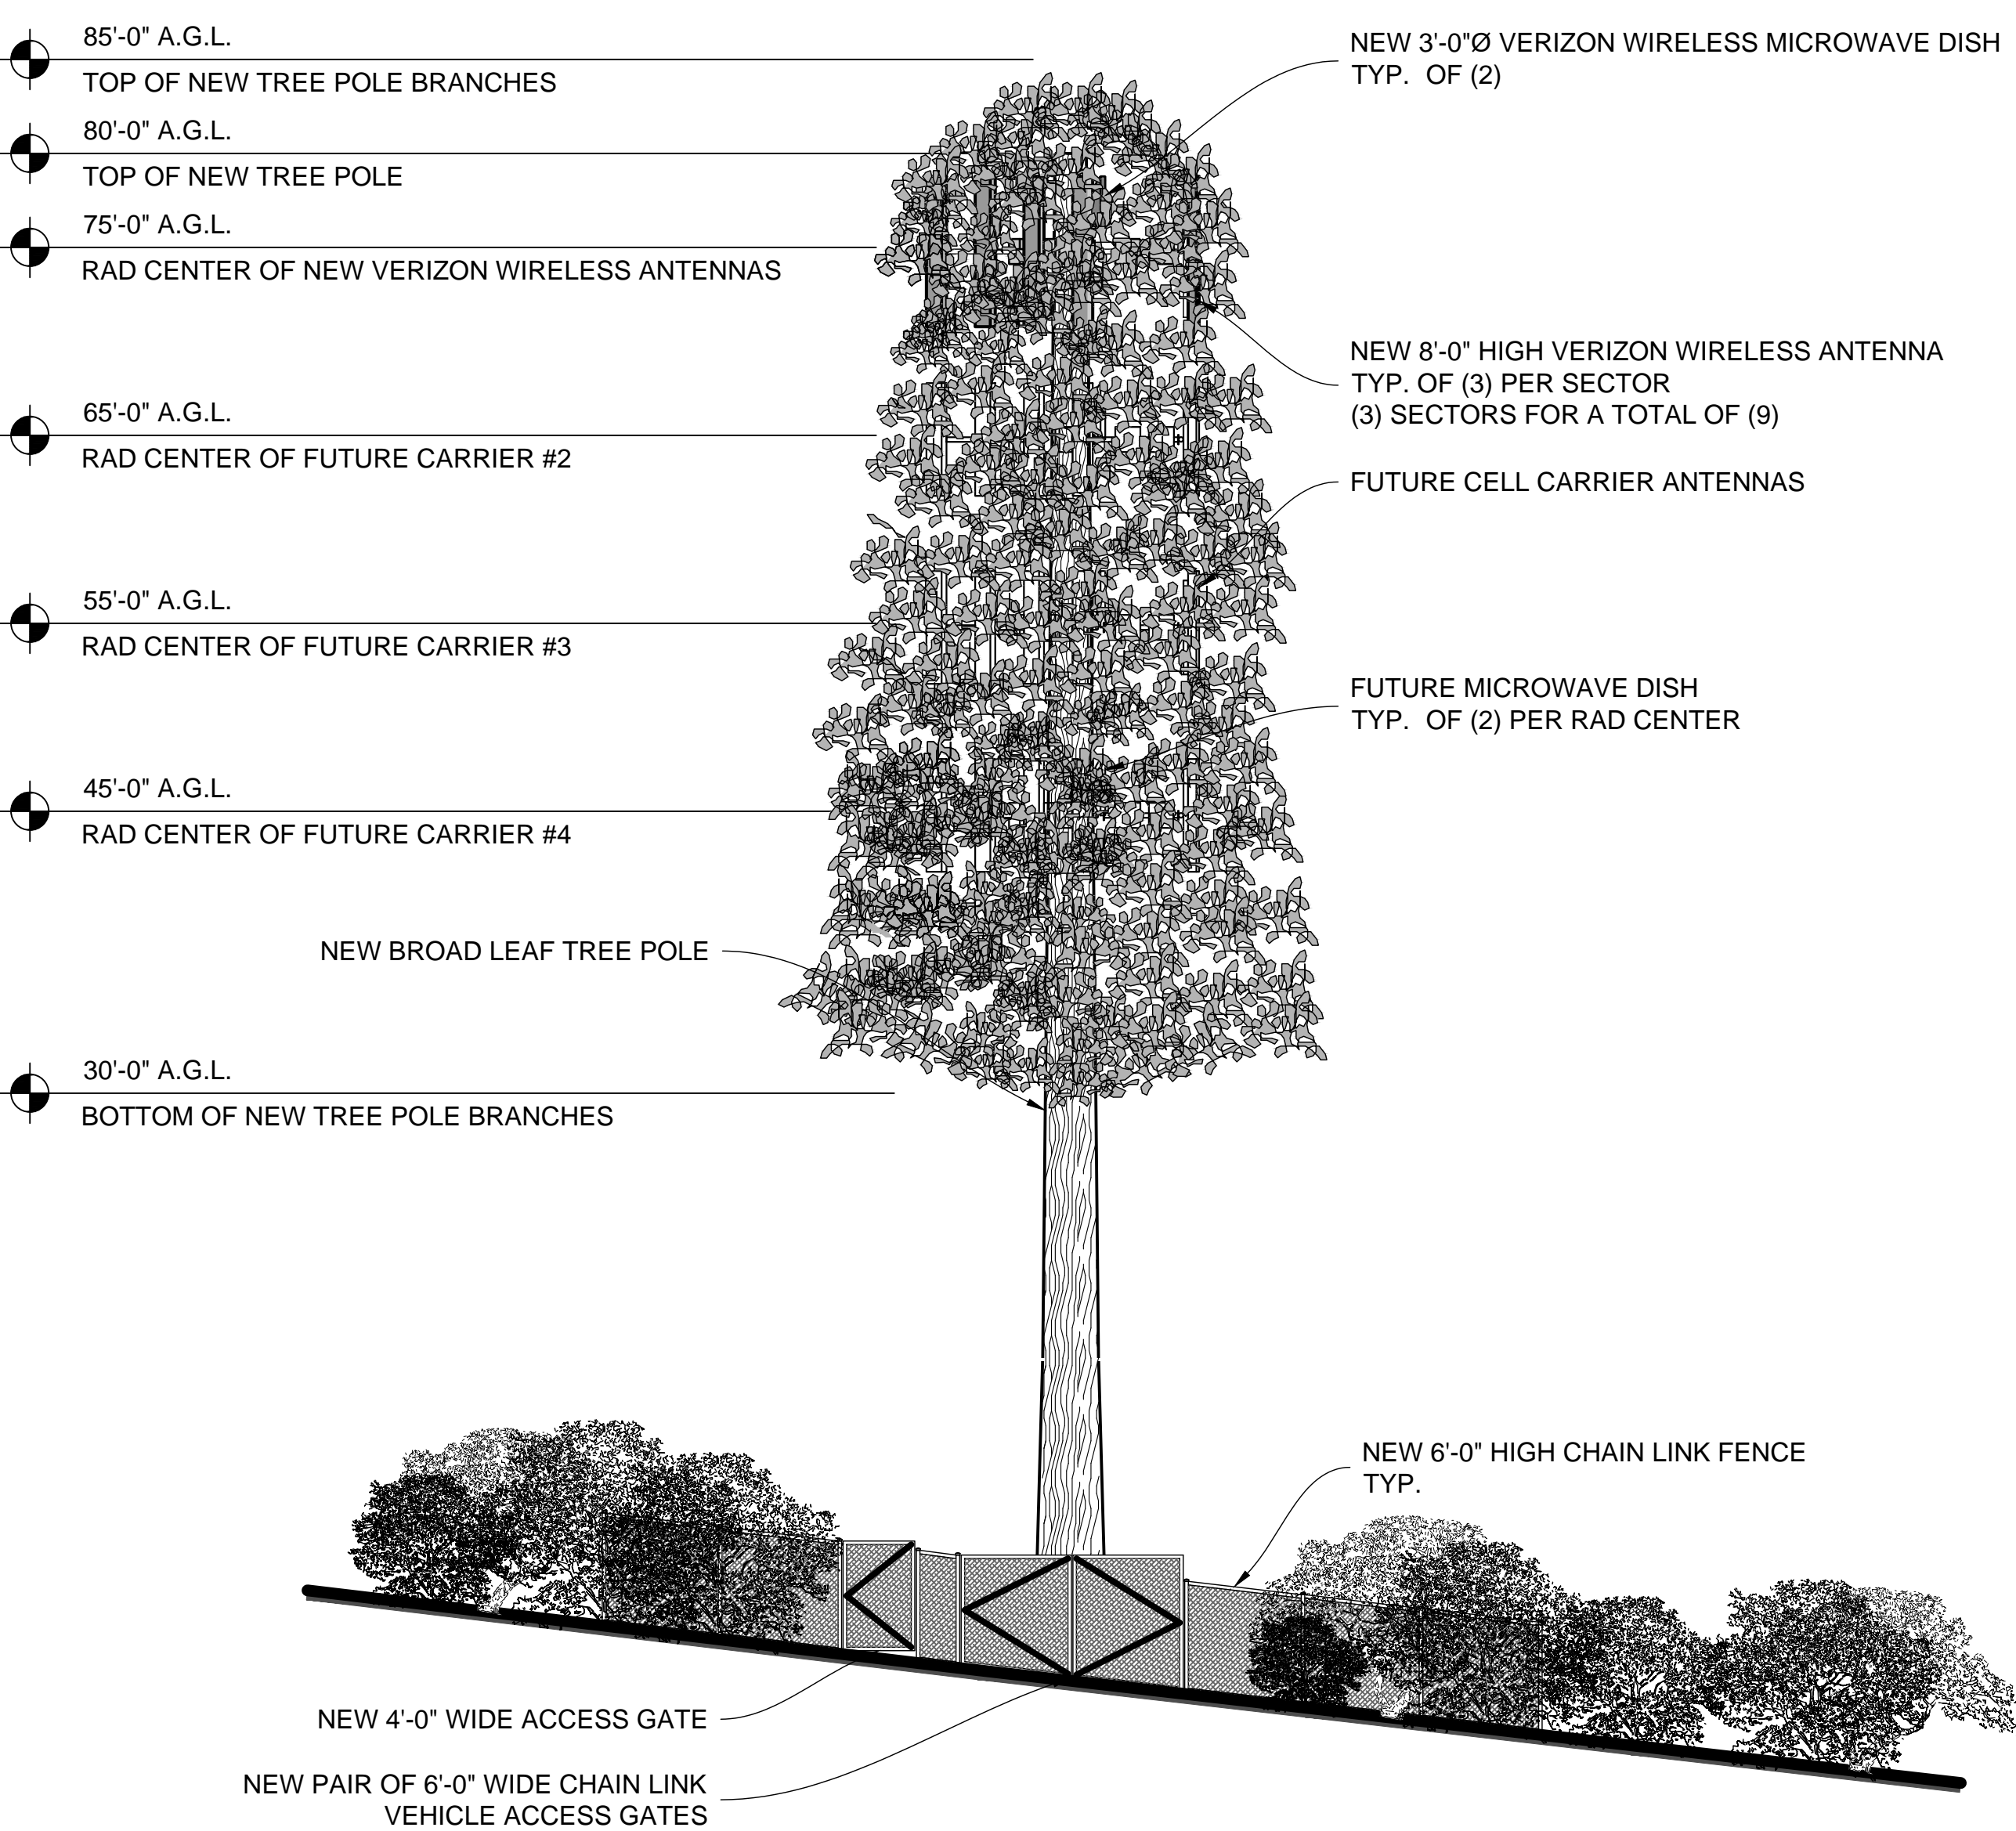 85'-0" A.G.L.
TOP OF NEW TREE POLE BRANCHES
80'-0" A.G.L.
TOP OF NEW TREE POLE
75'-0" A.G.L.
RAD CENTER OF NEW VERIZON WIRELESS ANTENNAS
65'-0" A.G.L.
RAD CENTER OF FUTURE CARRIER #2
55'-0" A.G.L.
RAD CENTER OF FUTURE CARRIER #3
45'-0" A.G.L.
RAD CENTER OF FUTURE CARRIER #4
NEW BROAD LEAF TREE POLE
30'-0" A.G.L.
BOTTOM OF NEW TREE POLE BRANCHES
NEW 3'-0"Ø VERIZON WIRELESS MICROWAVE DISH
TYP. OF (2)
NEW 8'-0" HIGH VERIZON WIRELESS ANTENNA
TYP. OF (3) PER SECTOR
(3) SECTORS FOR A TOTAL OF (9)
FUTURE CELL CARRIER ANTENNAS
FUTURE MICROWAVE DISH
TYP. OF (2) PER RAD CENTER
NEW 6'-0" HIGH CHAIN LINK FENCE
TYP.
NEW 4'-0" WIDE ACCESS GATE
NEW PAIR OF 6'-0" WIDE CHAIN LINK
VEHICLE ACCESS GATES